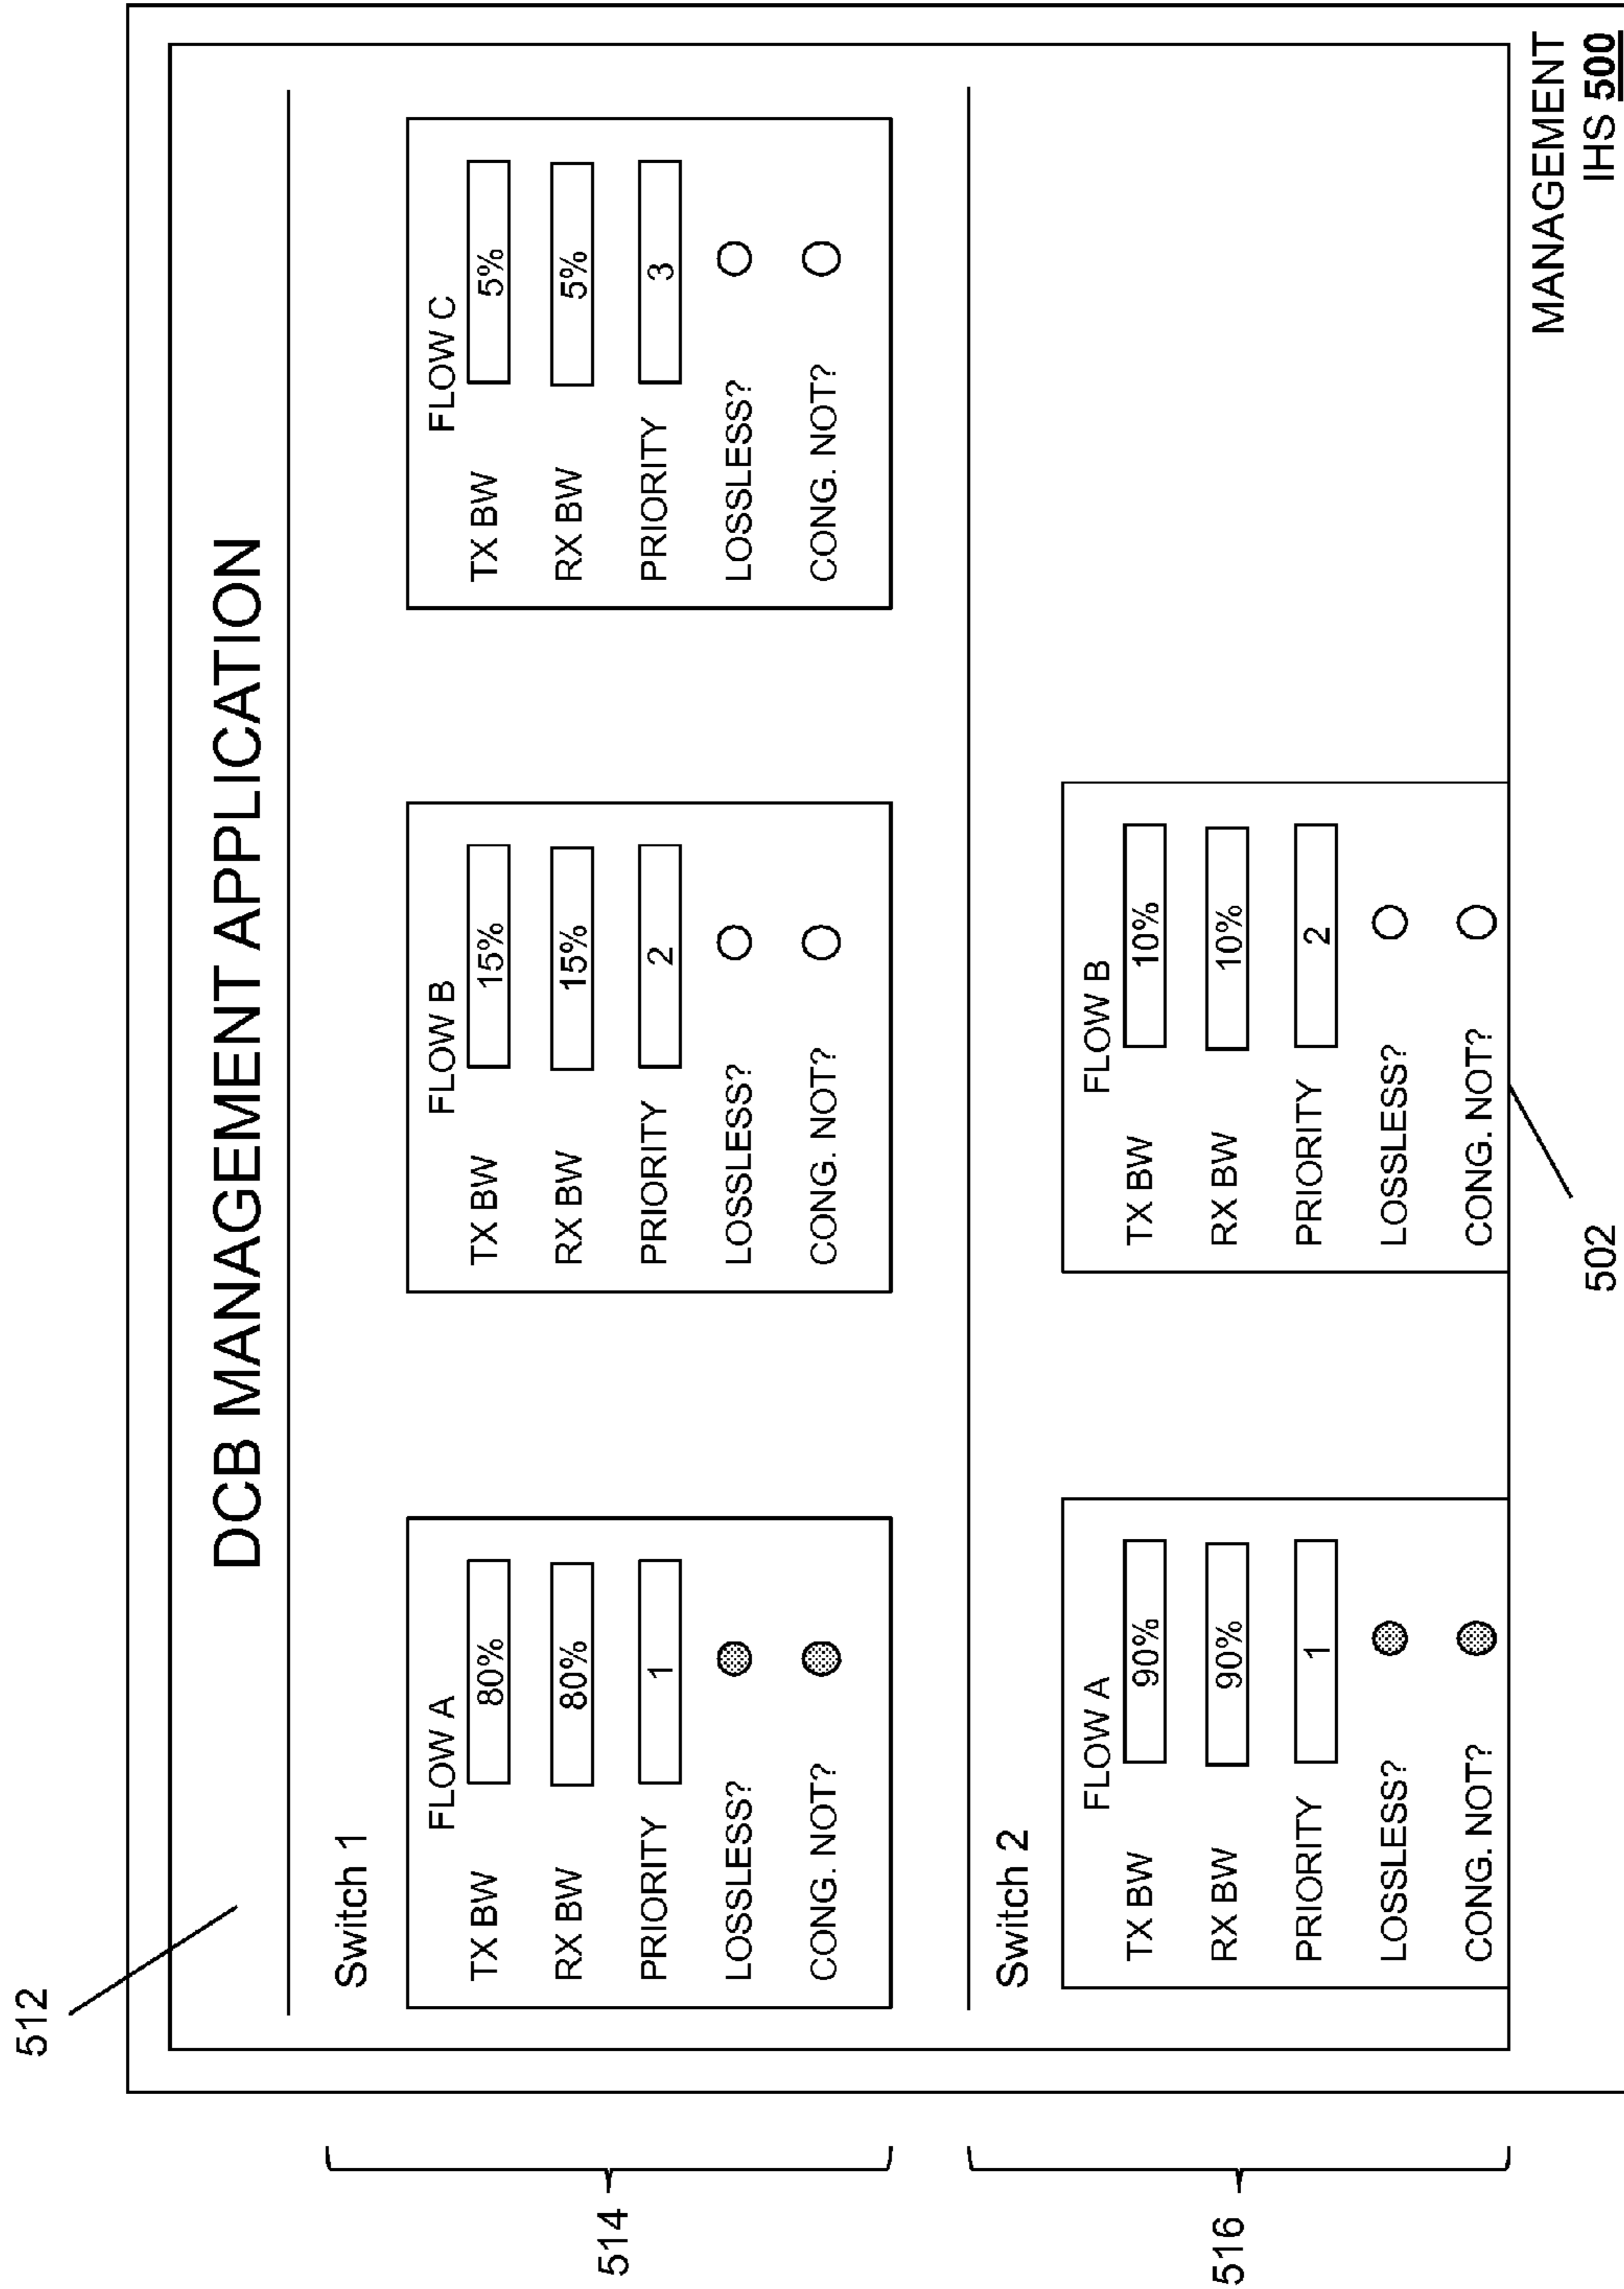 512
DCB MANAGEMENT APPLICATION
514
Switch 1
FLOW A
TX BW 80%
RX BW 80%
PRIORITY 1
LOSSLESS?
CONG. NOT?
FLOW B
TX BW 15%
RX BW 15%
PRIORITY 2
LOSSLESS?
CONG. NOT?
FLOW C
TX BW 5%
RX BW 5%
PRIORITY 3
LOSSLESS?
CONG. NOT?
516
Switch 2
FLOW A
TX BW 90%
RX BW 90%
PRIORITY 1
LOSSLESS?
CONG. NOT?
FLOW B
TX BW 10%
RX BW 10%
PRIORITY 2
LOSSLESS?
CONG. NOT?
502
MANAGEMENT
IHS 500